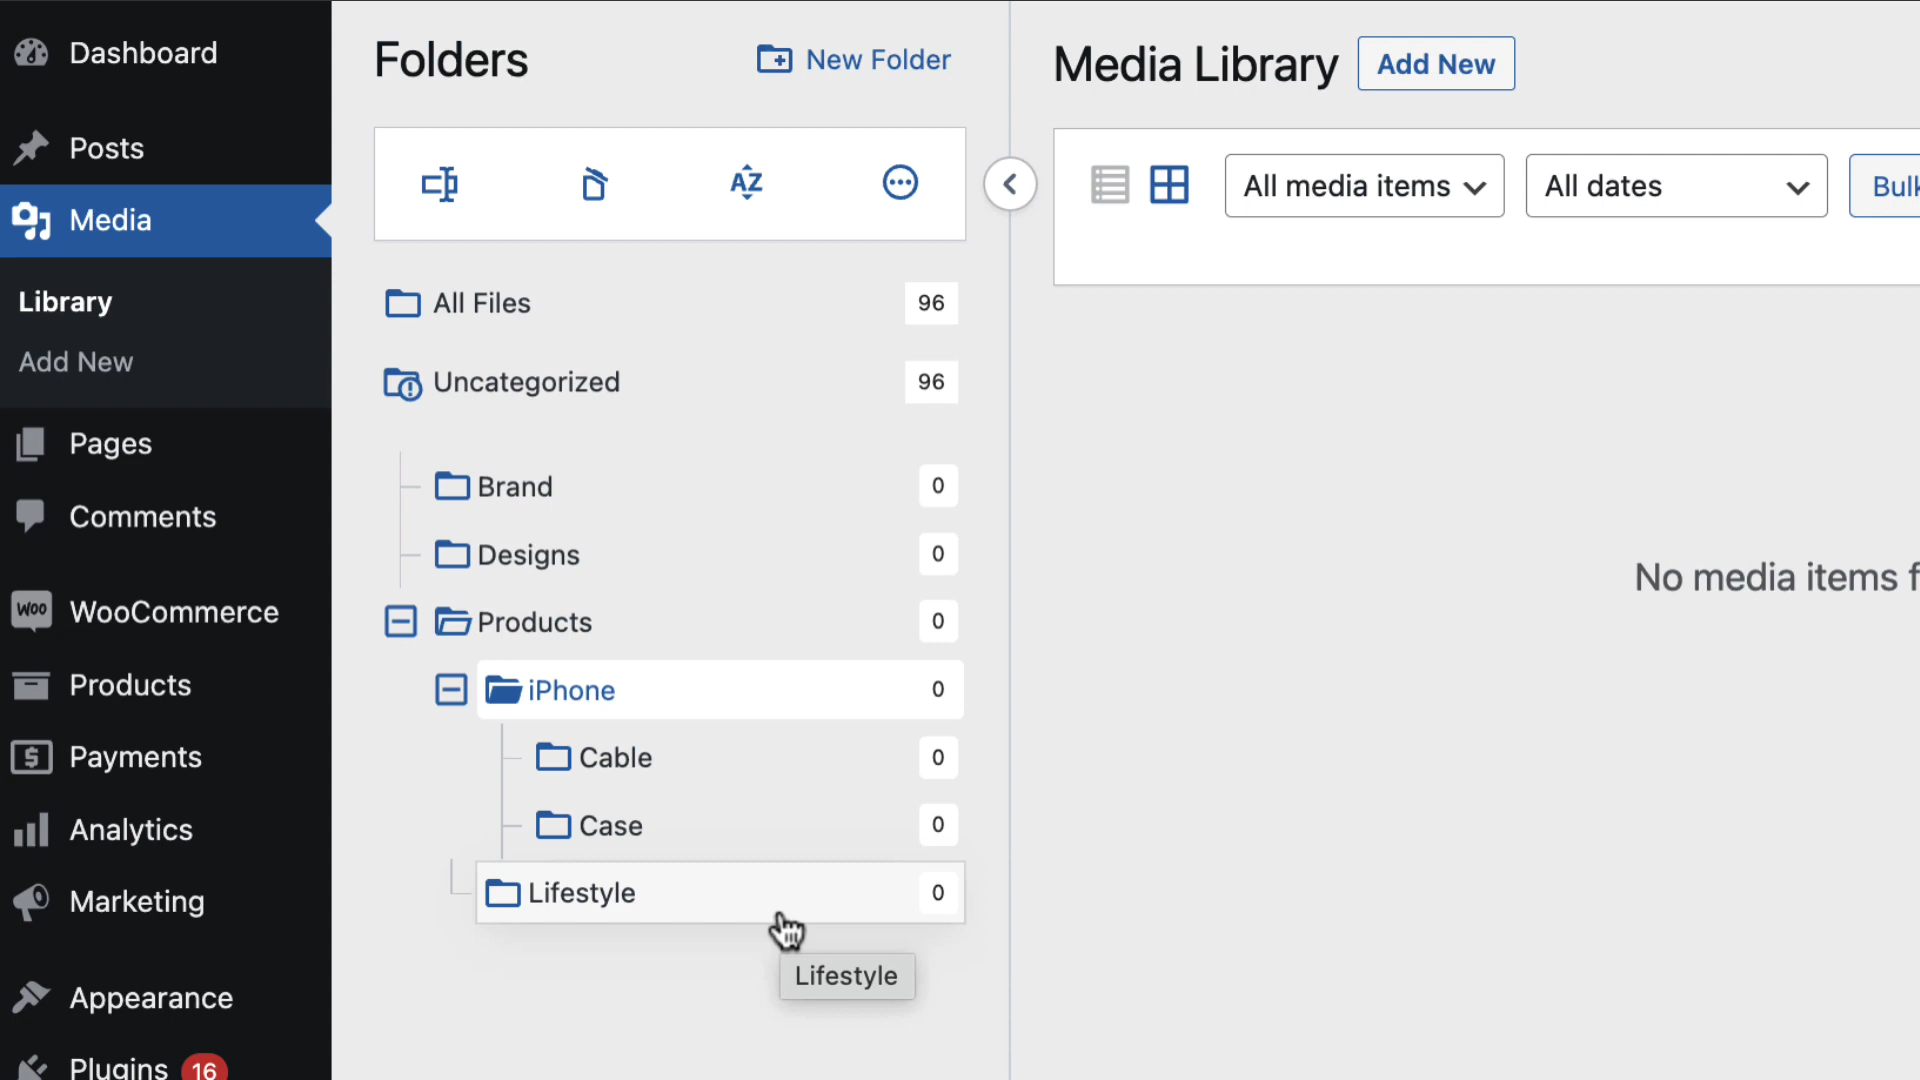 Dashboard
Posts
Media
Library
Add New
Pages
Comments
WOO WooCommerce
Products
Payments
Analytics
Marketing
Appearance
Plugins 16
Folders
New Folder
AZ
All Files 96
Uncategorized 96
Brand 0
Designs 0
Products 0
iPhone 0
Cable 0
Case 0
Lifestyle 0
Lifestyle
Media Library Add New
All media items All dates Bulk
No media items f